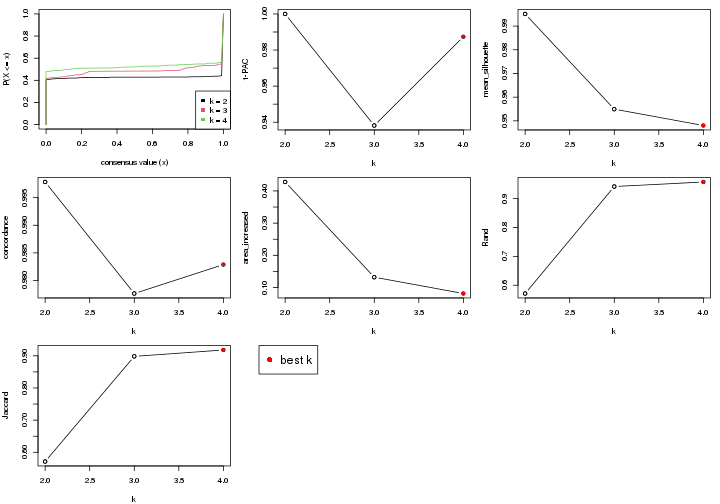 P(X <= x)
0.0 0.2 0.4 0.6 0.8 1.0
k = 2
k = 3
k = 4
0.0 0.2 0.4 0.6 0.8 1.0
consensus value (x)
1-PAC
0.94 0.96 0.98 1.00
2.0 2.5 3.0 3.5 4.0
k
mean_silhouette
0.95 0.96 0.97 0.98 0.99
2.0 2.5 3.0 3.5 4.0
k
concordance
0.980 0.985 0.990 0.995
2.0 2.5 3.0 3.5 4.0
k
area_increased
0.10 0.20 0.30 0.40
2.0 2.5 3.0 3.5 4.0
k
Rand
0.6 0.7 0.8 0.9
2.0 2.5 3.0 3.5 4.0
k
Jaccard
0.60 0.70 0.80 0.90
2.0 2.5 3.0 3.5 4.0
k
best k